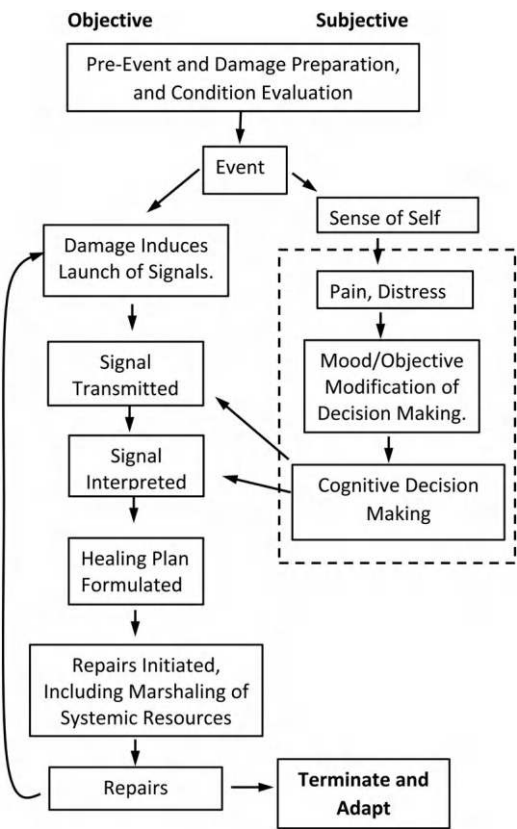 Objective
Subjective
Pre-Event and Damage Preparation,
and Condition Evaluation
Event
Sense of Self
Damage Induces
Launch of Signals.
Pain, Distress
Signal
Transmitted
Mood/Objective
Modification of
Decision Making.
Signal
Interpreted
Cognitive Decision
Making
Healing Plan
Formulated
Repairs Initiated,
Including Marshaling of
Systemic Resources
Repairs
Terminate and
Adapt